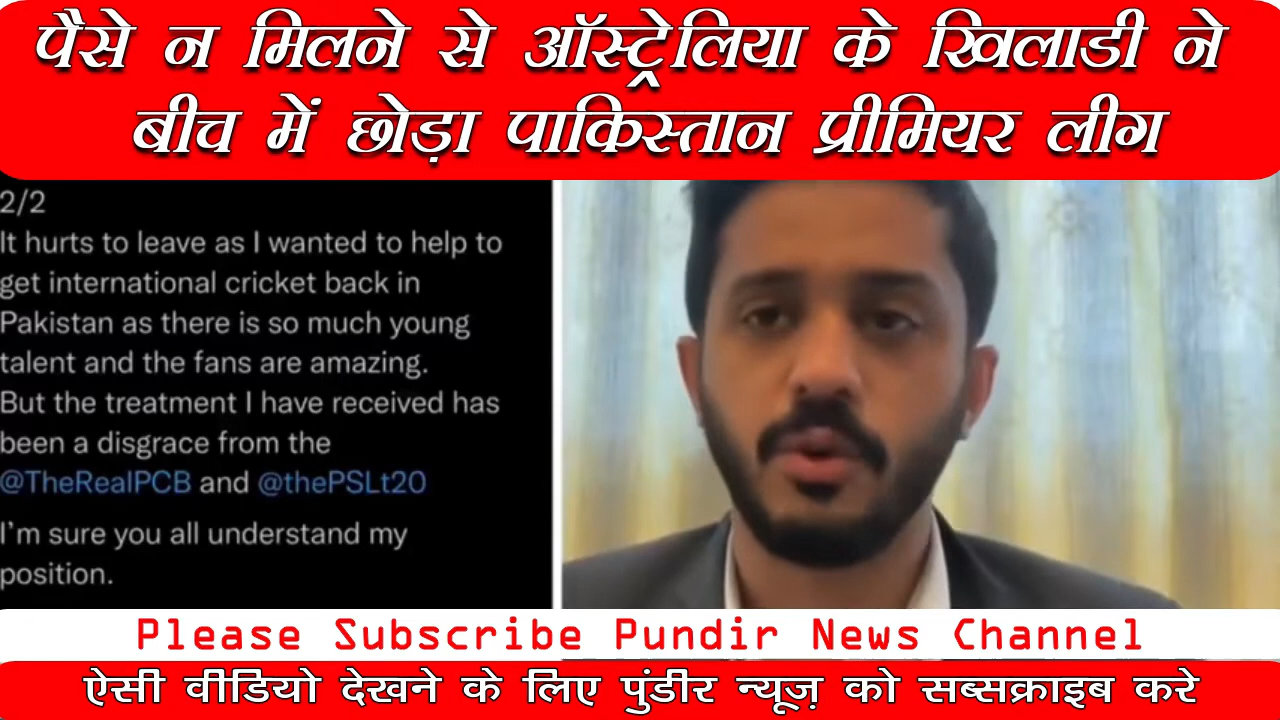 पैसे न मिलने से ऑस्ट्रेलिया के खिलाडी ने
बीच में छोड़ा पाकिस्तान प्रीमियर लीग
2/2
It hurts to leave as I wanted to help to
get international cricket back in
Pakistan as there is so much young
talent and the fans are amazing.
But the treatment I have received has
been a disgrace from the
@TheRealPCB and @thePSLt20
I'm sure you all understand my
position.
Please Subscribe Pundir News Channel
ऐसी वीडियो देखने के लिए पुंडीर न्यूज़ को सब्सक्राइब करे